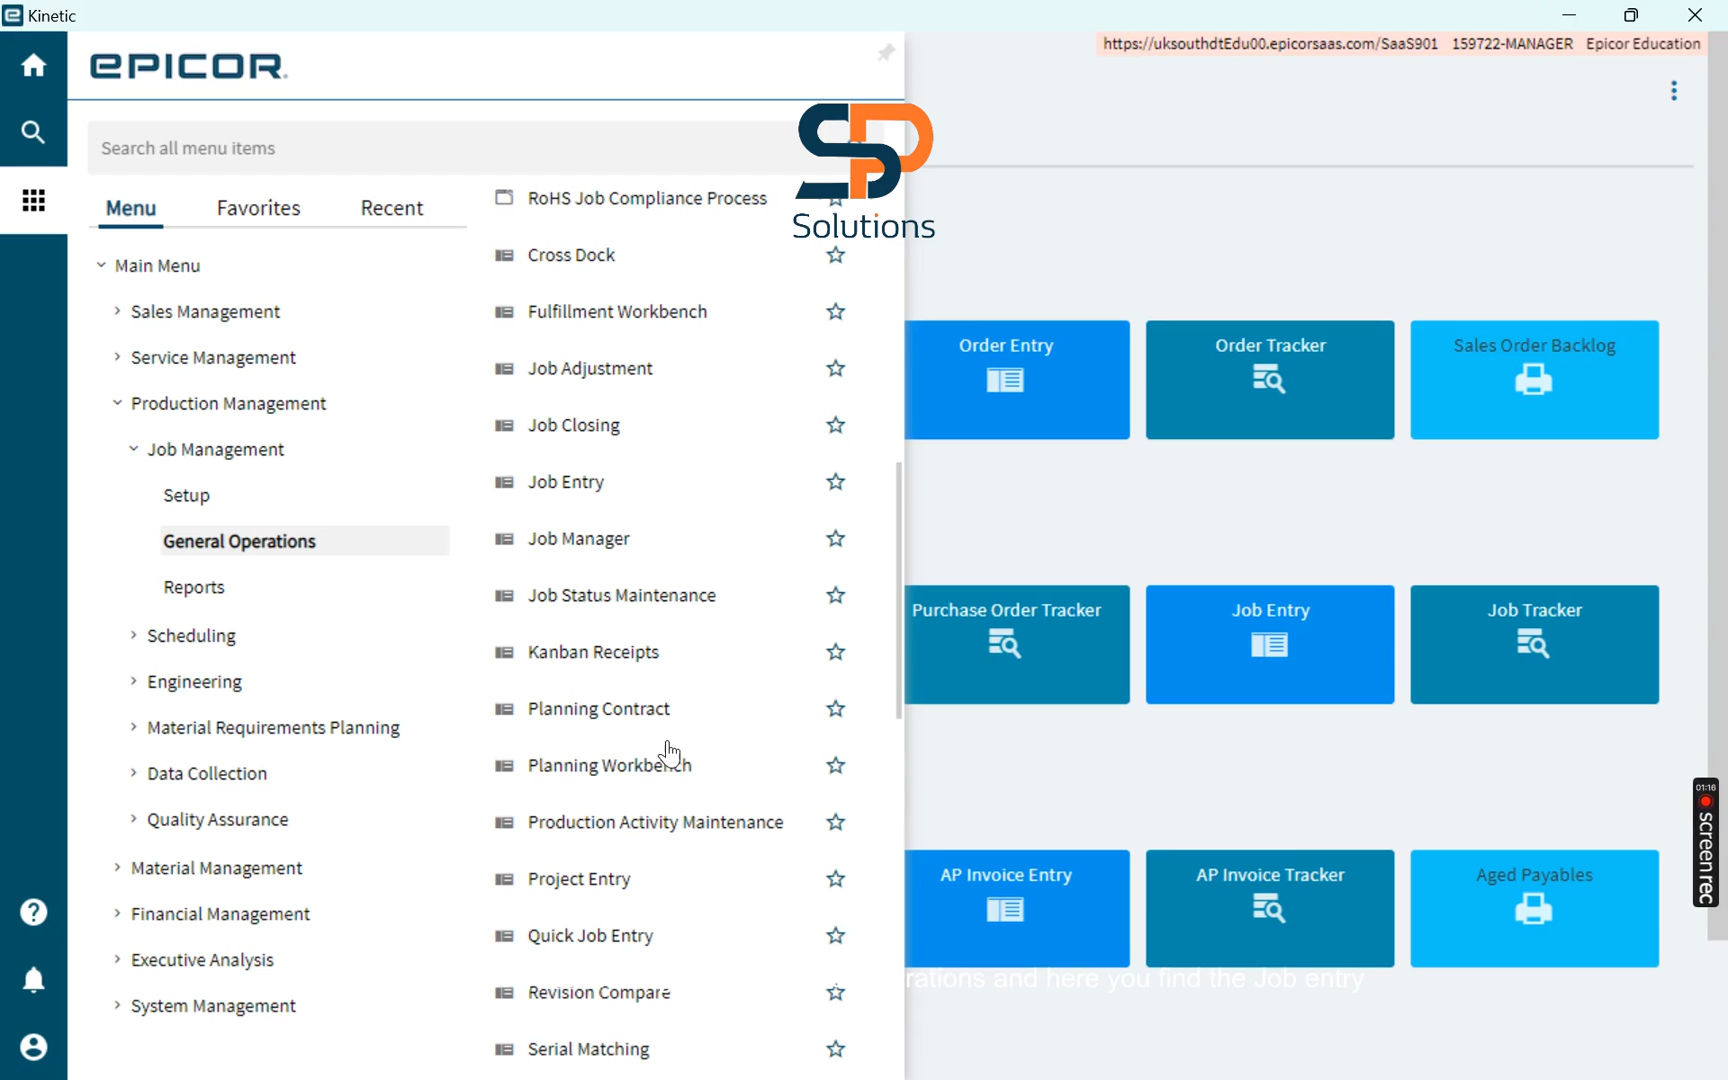 Kinetic
https://uksouthdtEdu00.epicorsaas.com/SaaS901 159722-MANAGER Epicor Education
EPICOR
SP
Solutions
Search all menu items
Menu Favorites Recent
Main Menu
Sales Management
Service Management
Production Management
Job Management
Setup
General Operations
Reports
Scheduling
Engineering
Material Requirements Planning
Data Collection
Quality Assurance
Material Management
Financial Management
Executive Analysis
System Management
RoHS Job Compliance Process
Cross Dock
Fulfillment Workbench
Job Adjustment
Job Closing
Job Entry
Job Manager
Job Status Maintenance
Kanban Receipts
Planning Contract
Planning Workbench
Production Activity Maintenance
Project Entry
Quick Job Entry
Revision Compare
Serial Matching
Order Entry
Order Tracker
Sales Order Backlog
Purchase Order Tracker
Job Entry
Job Tracker
AP Invoice Entry
AP Invoice Tracker
Aged Payables
rations and here you find the Job entry
01:16
screenrec